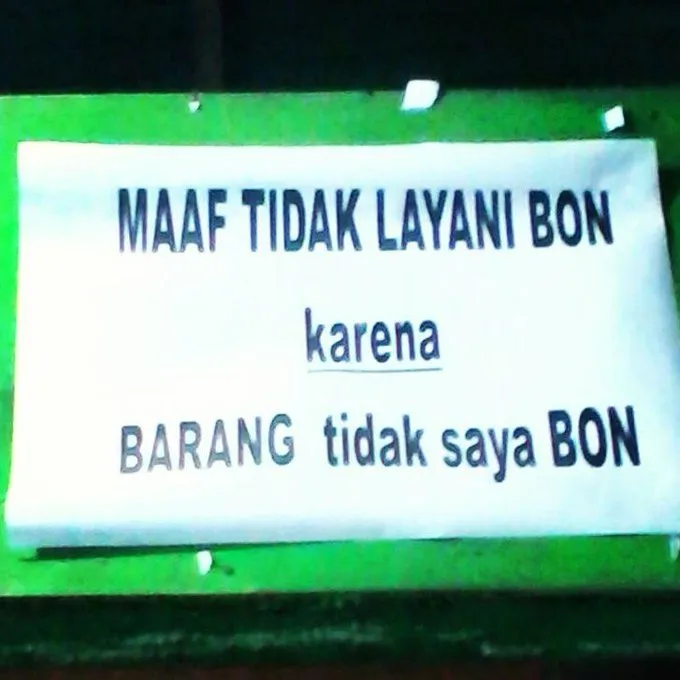 MAAF TIDAK LAYANI BON
karena
BARANG tidak saya BON